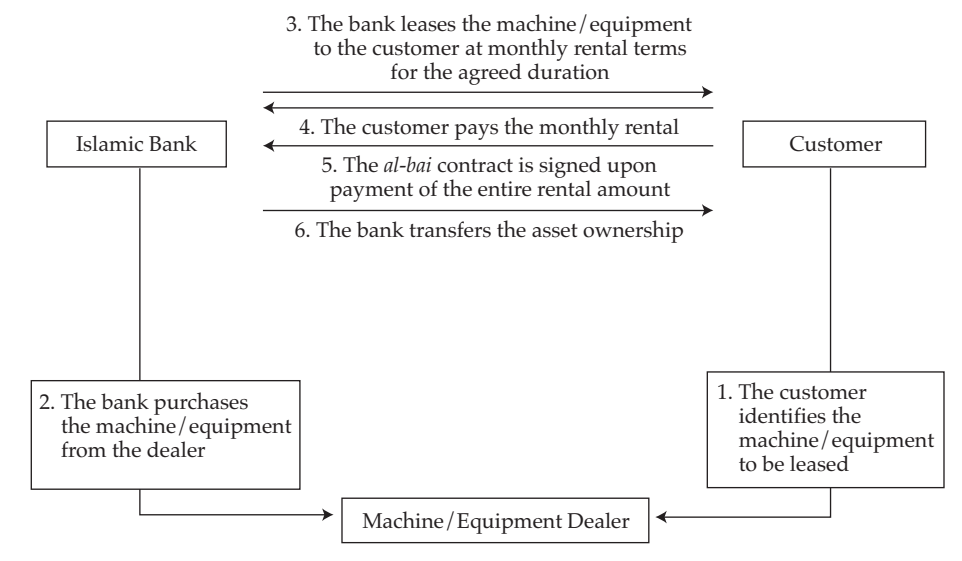 3. The bank leases the machine/equipment
to the customer at monthly rental terms
for the agreed duration
Islamic Bank
4. The customer pays the monthly rental
Customer
5. The al-bai contract is signed upon
payment of the entire rental amount
6. The bank transfers the asset ownership
2. The bank purchases
the machine/equipment
from the dealer
1. The customer
identifies the
machine/equipment
to be leased
Machine/Equipment Dealer